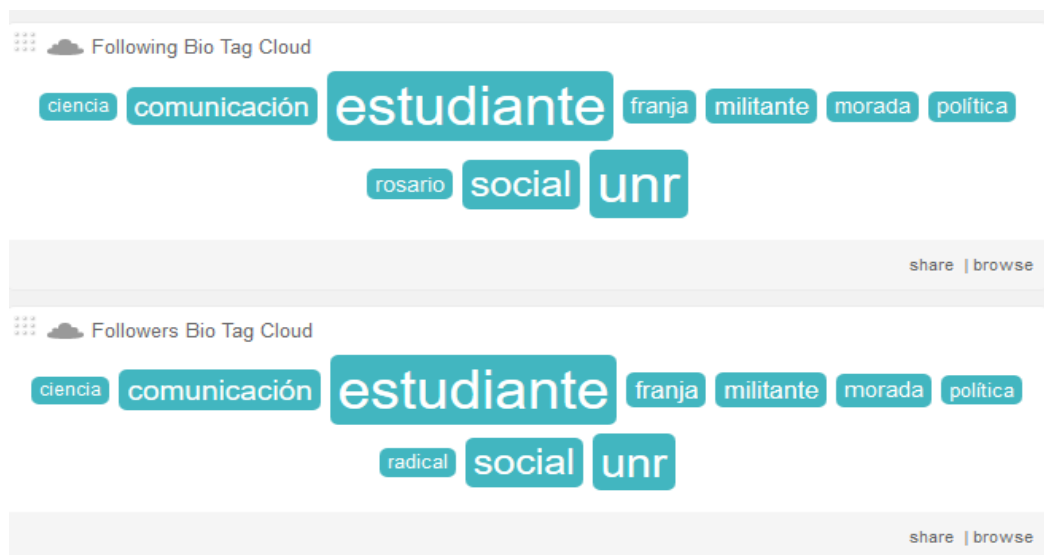 Following Bio Tag Cloud
ciencia comunicación estudiante franja militante morada política
rosario social unr
share | browse
Followers Bio Tag Cloud
ciencia comunicación estudiante franja militante morada política
radical social unr
share | browse